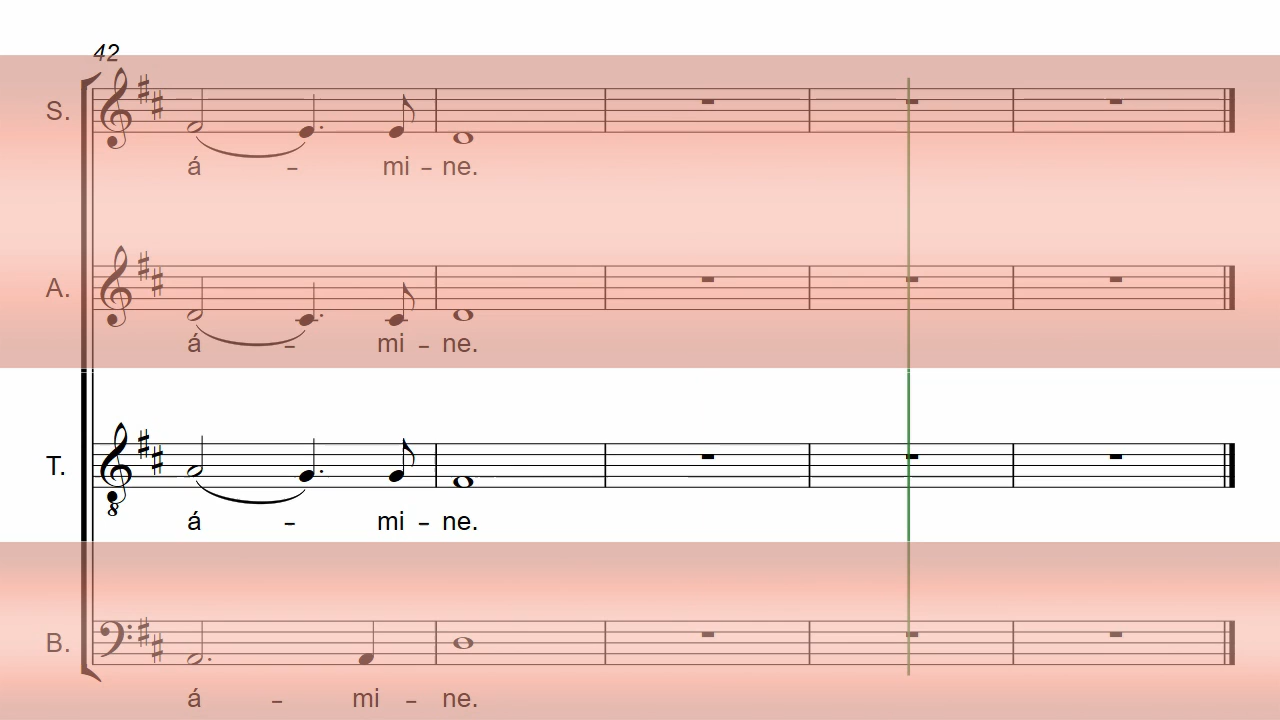 42
S.
á - mi - ne.
A.
á - mi - ne.
T.
8
á - mi - ne.
B.
á - mi - ne.